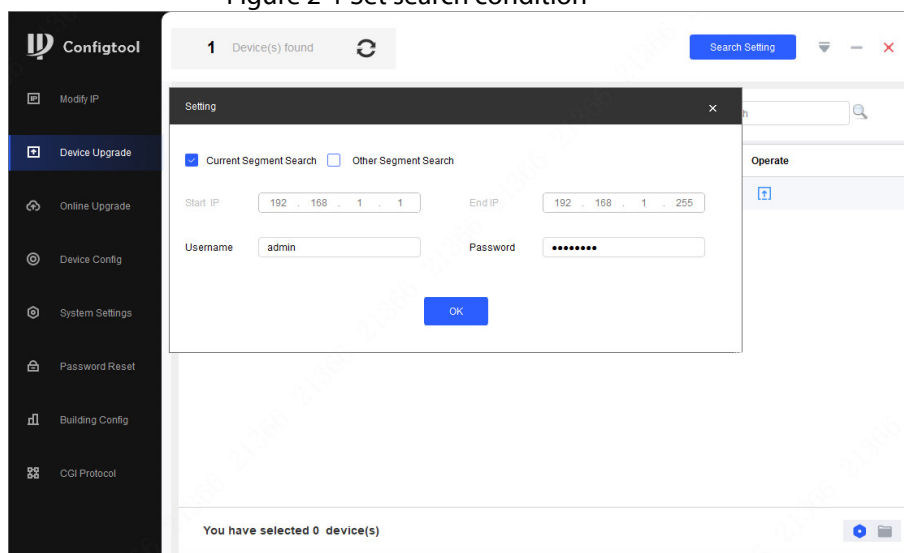 Figure 2-1 Set search condition
Configtool
1 Device(s) found
Search Setting
Modify IP
Setting
h
Device Upgrade
Current Segment Search Other Segment Search
Operate
Online Upgrade
Start IP 192 . 168 . 1 . 1 End IP 192 . 168 . 1 . 255
Username admin Password ••••••••
Device Config
OK
System Settings
Password Reset
Building Config
CGI Protocol
You have selected 0 device(s)
21366 21366